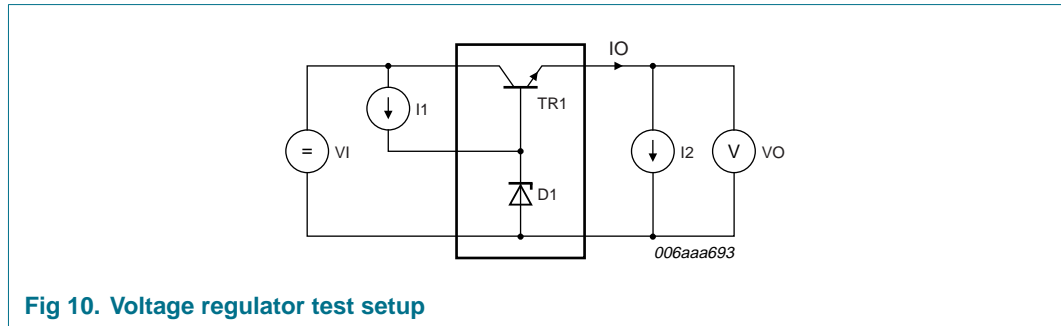 IO
TR1
I1
= VI
D1
I2
V VO
006aaa693
Fig 10. Voltage regulator test setup